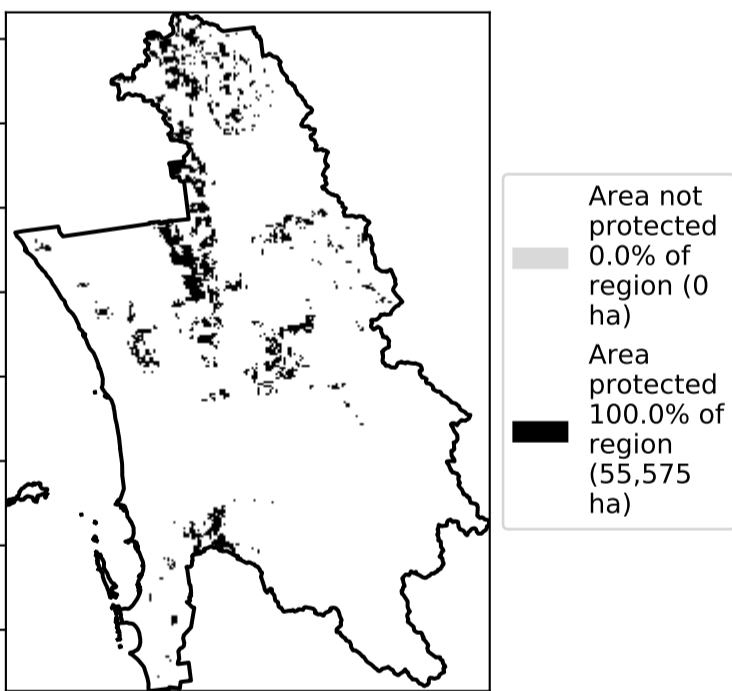 Area not
protected
0.0% of
region (0
ha)
Area
protected
100.0% of
region
(55,575
ha)